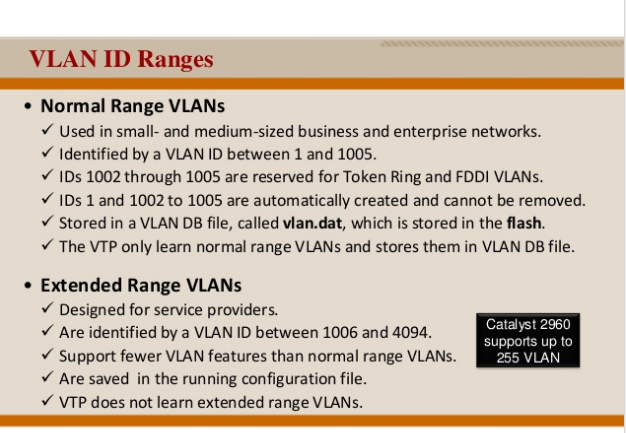 VLAN ID Ranges
• Normal Range VLANs
✓ Used in small- and medium-sized business and enterprise networks.
✓ Identified by a VLAN ID between 1 and 1005.
✓ IDs 1002 through 1005 are reserved for Token Ring and FDDI VLANs.
✓ IDs 1 and 1002 to 1005 are automatically created and cannot be removed.
✓ Stored in a VLAN DB file, called vlan.dat, which is stored in the flash.
✓ The VTP only learn normal range VLANs and stores them in VLAN DB file.
• Extended Range VLANs
✓ Designed for service providers.
✓ Are identified by a VLAN ID between 1006 and 4094.
✓ Support fewer VLAN features than normal range VLANs.
✓ Are saved in the running configuration file.
✓ VTP does not learn extended range VLANs.
Catalyst 2960
supports up to
255 VLAN